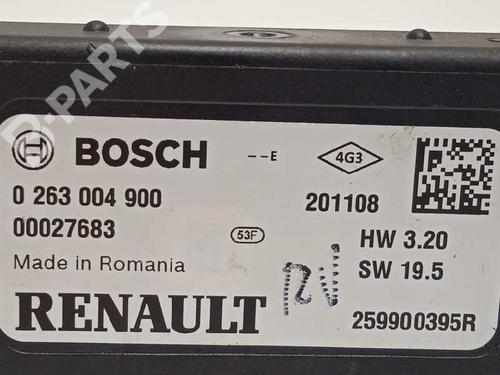 B-PARTS
BOSCH --E 4G3
0 263 004 900 201108
00027683 53F HW 3.20
Made in Romania SW 19.5
RENAULT 259900395R